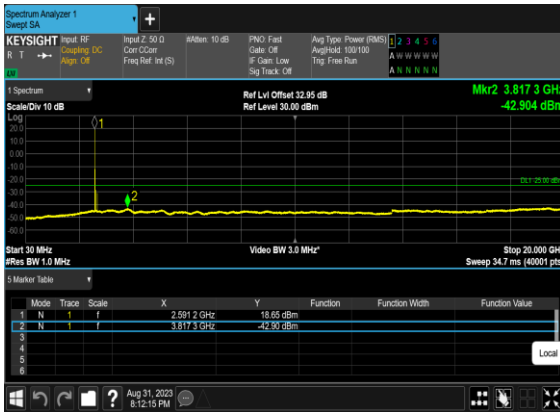 Spectrum Analyzer 1
Swept SA
+
KEYSIGHT
R T
Input: RF
Coupling: DC
Align: Off
Input Z: 50 Ω
Corr CCorr
Freq Ref: Int (S)
#Atten: 10 dB
PNO: Fast
Gate: Off
IF Gain: Low
Sig Track: Off
Avg Type: Power (RMS)
Avg|Hold: 100/100
Trig: Free Run
1 2 3 4 5 6
A W W W W W
A N N N N N
1 Spectrum
Scale/Div 10 dB
Ref Lvl Offset 32.95 dB
Ref Level 30.00 dBm
Mkr2 3.817 3 GHz
-42.904 dBm
Log
20.0
10.0
0.00
-10.0
-20.0
-30.0
-40.0
-50.0
-60.0
1
2
DL1 -25.00 dBm
Start 30 MHz
#Res BW 1.0 MHz
Video BW 3.0 MHz*
Stop 20.000 GHz
Sweep 34.7 ms (40001 pts)
5 Marker Table
Mode Trace Scale X Y Function Function Width Function Value
1 N 1 f 2.591 2 GHz 18.65 dBm
2 N 1 f 3.817 3 GHz -42.90 dBm
3
4
5
6
Local
?
Aug 31, 2023
8:12:15 PM